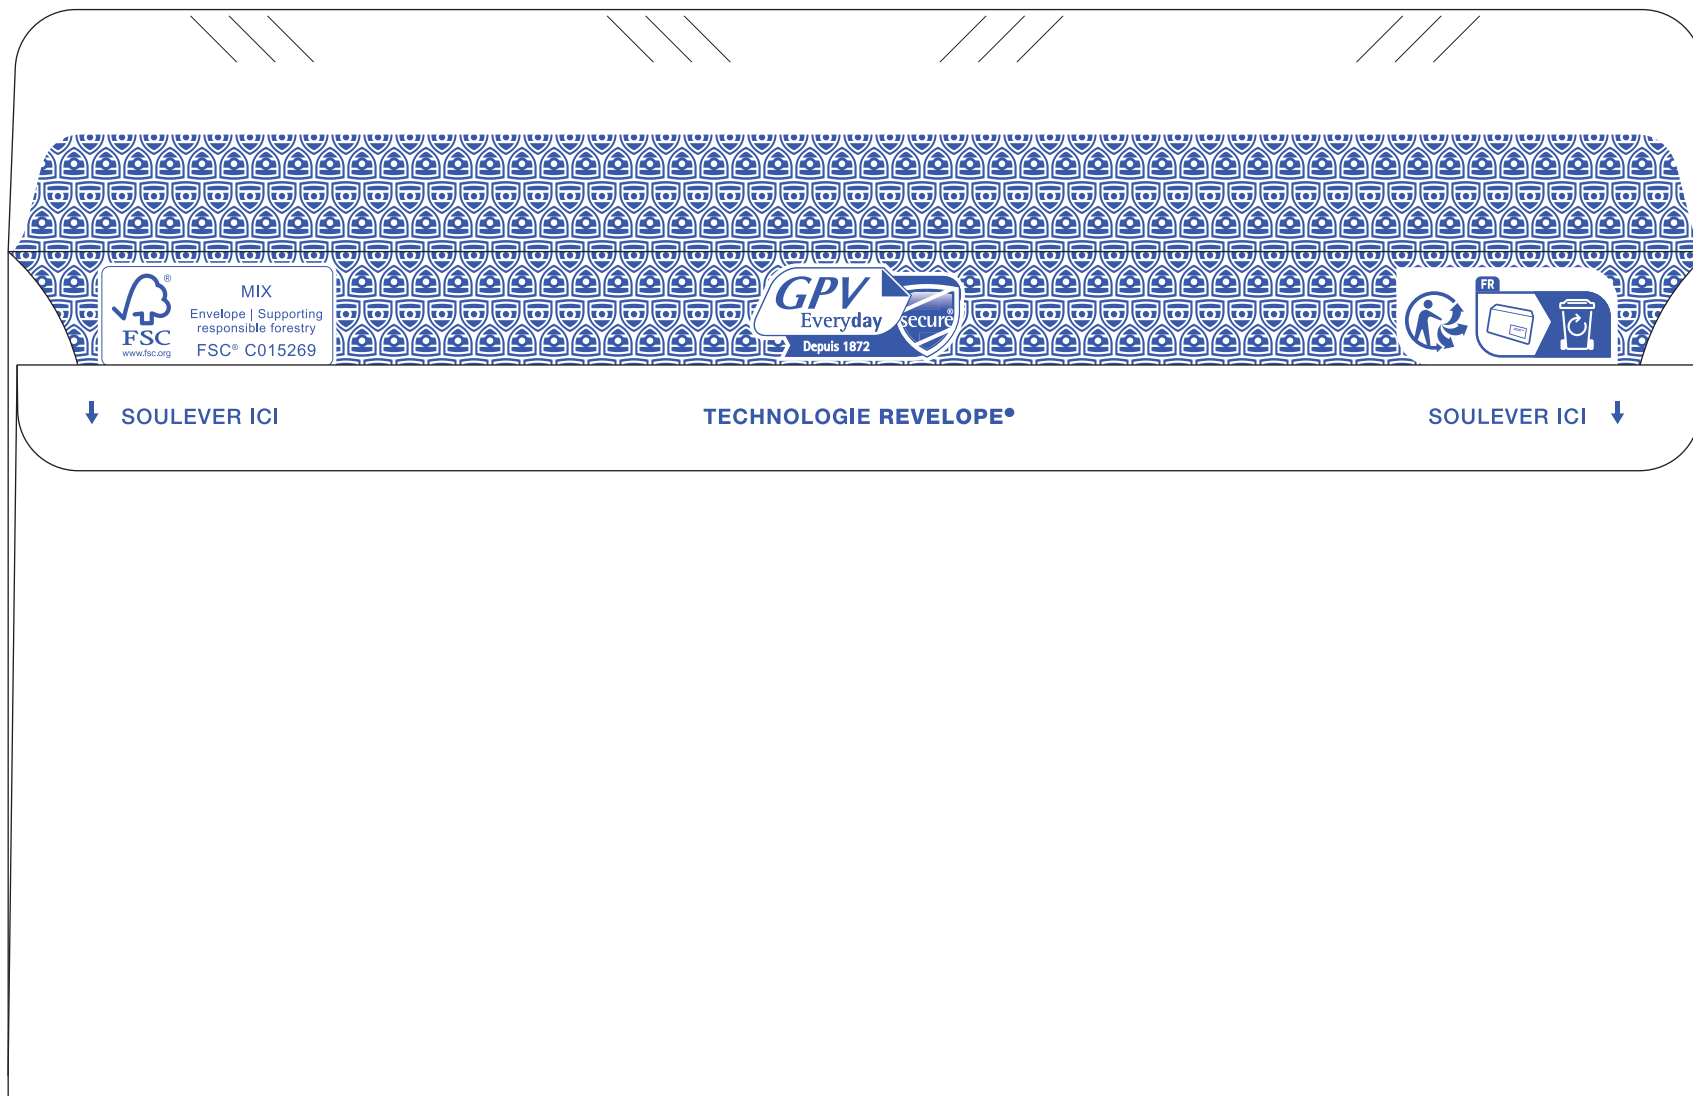 ®
MIX
Envelope | Supporting
responsible forestry
FSC
www.fsc.org
FSC® C015269
GPV
Everyday
secure®
Depuis 1872
FR
SOULEVER ICI
TECHNOLOGIE REVELOPE●
SOULEVER ICI